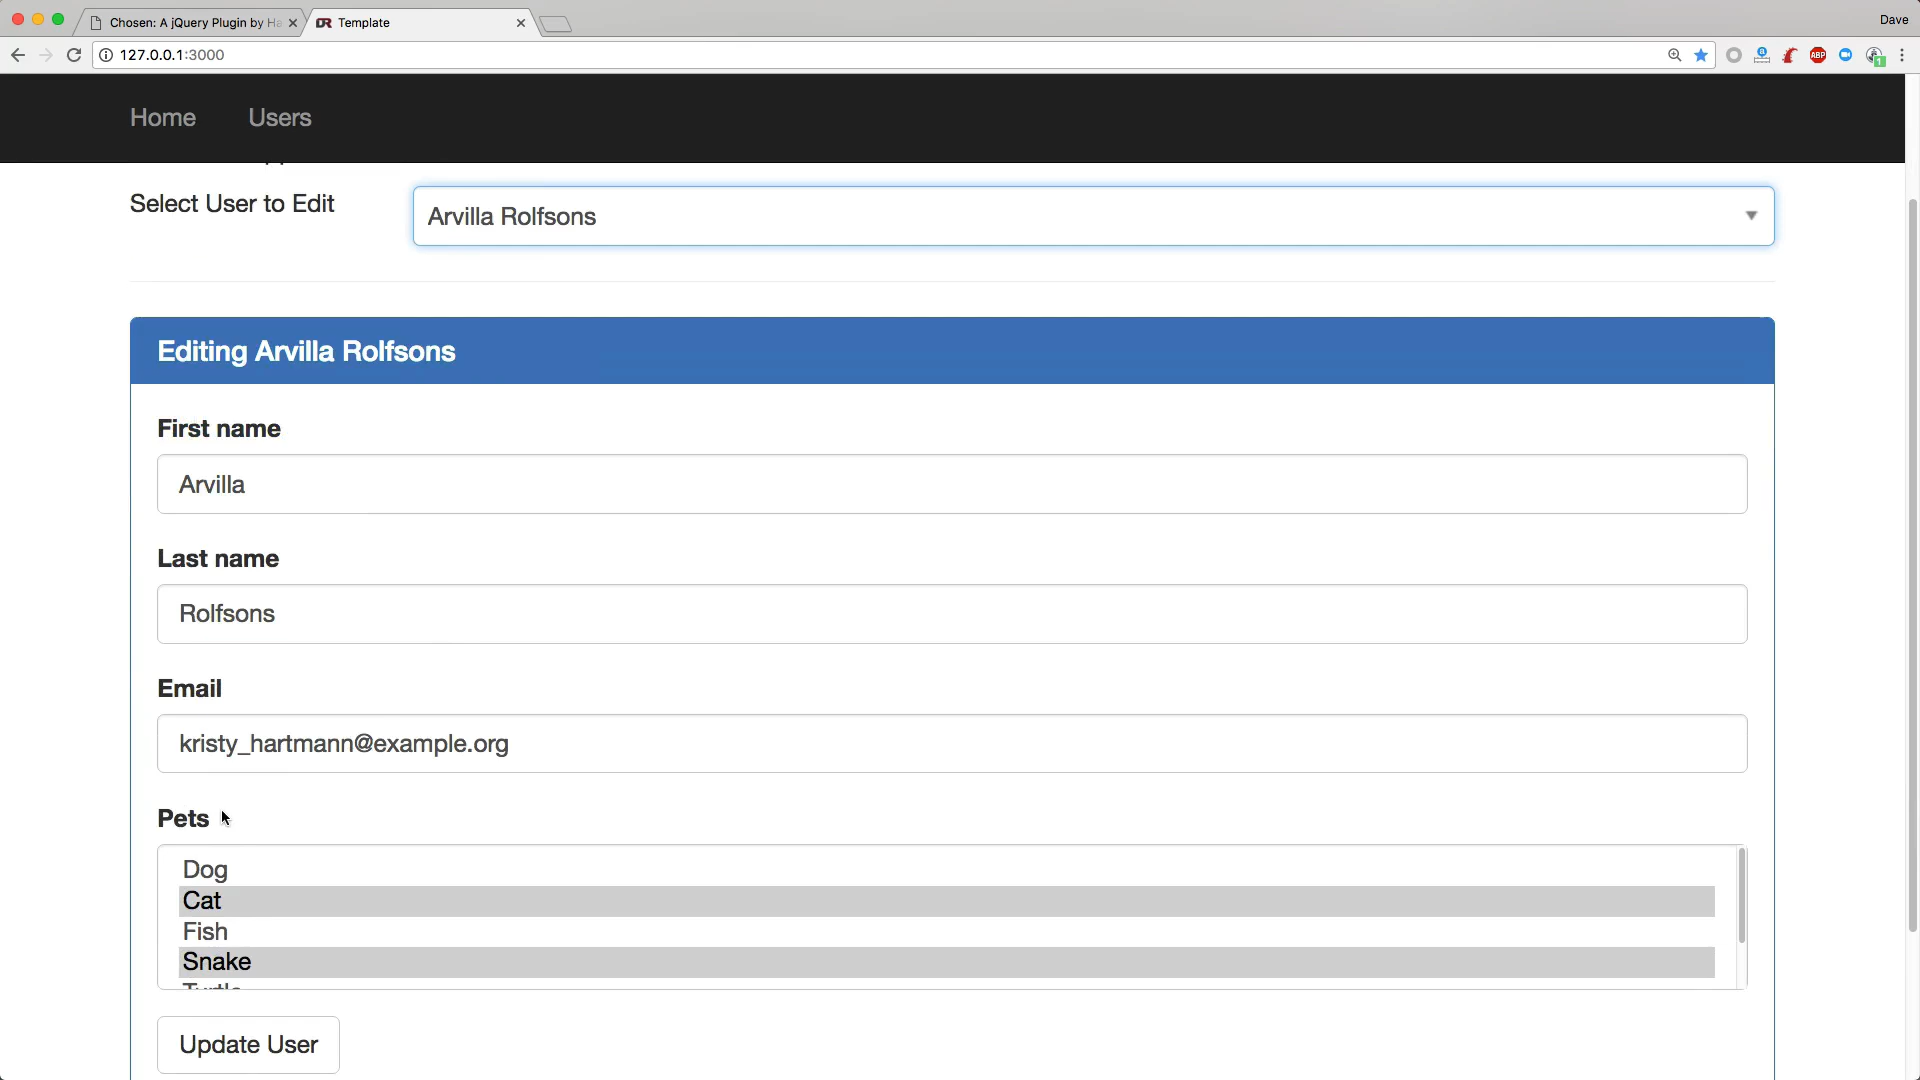 Chosen: A jQuery Plugin by Ha
Template
Dave
127.0.0.1:3000
ABP
1
Home Users
Select User to Edit
Arvilla Rolfsons
Editing Arvilla Rolfsons
First name
Arvilla
Last name
Rolfsons
Email
kristy_hartmann@example.org
Pets
Dog
Cat
Fish
Snake
Turtle
Update User